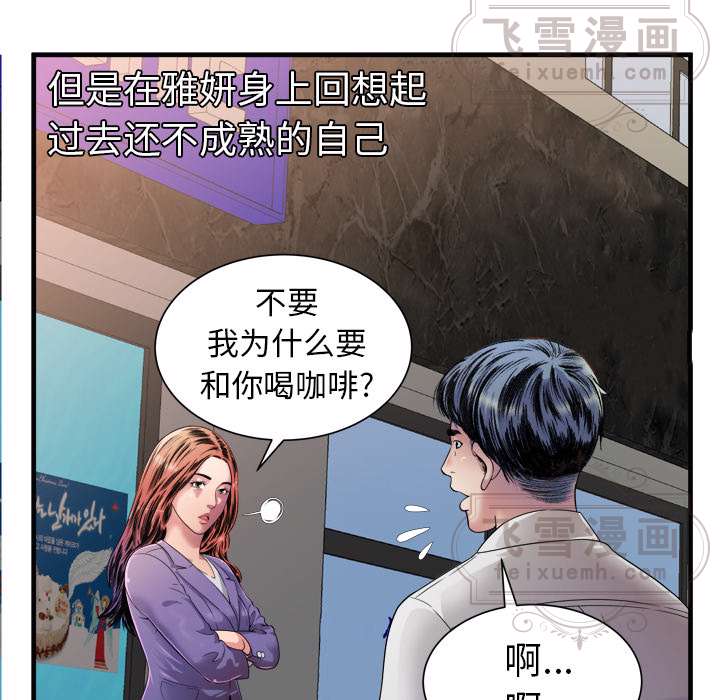 飞雪漫画
feixuemh.com
但是在雅妍身上回想起
过去还不成熟的自己
不要
我为什么要
和你喝咖啡?
飞雪漫画
feixuemh.com
啊...